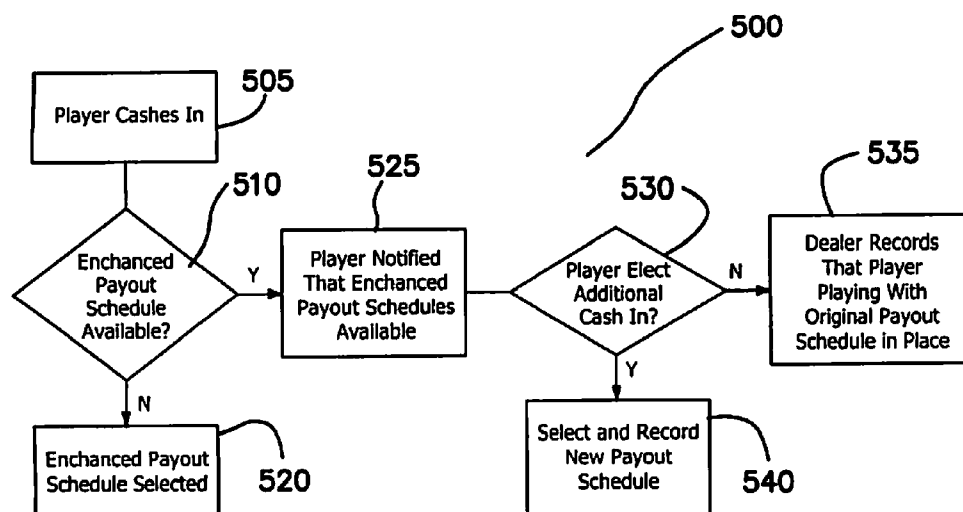 500
505
Player Cashes In
510
Enchanced
Payout
Schedule
Available?
Y
N
Enchanced Payout
Schedule Selected
520
525
Player Notified
That Enchanced
Payout Schedules
Available
530
Player Elect
Additional
Cash In?
N
Y
535
Dealer Records
That Player
Playing With
Original Payout
Schedule in Place
Select and Record
New Payout
Schedule
540